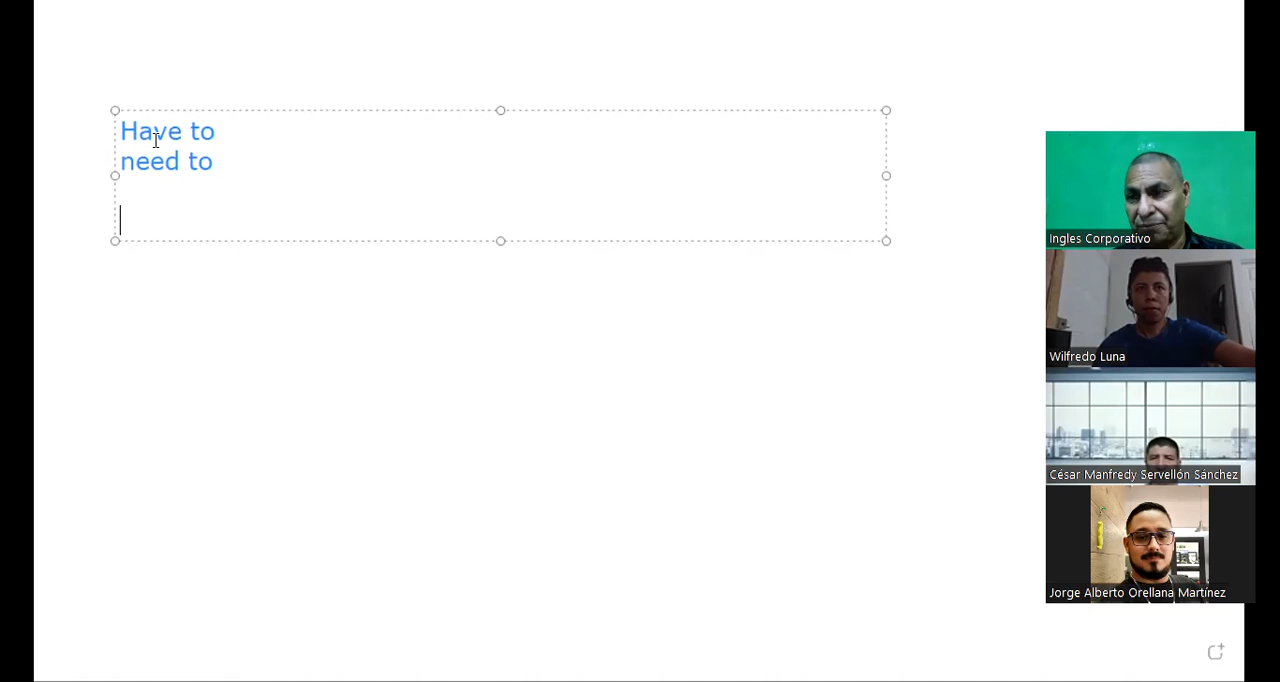 Have to
need to
Ingles Corporativo
Wilfredo Luna
César Manfredy Servellón Sánchez
Jorge Alberto Orellana Martínez